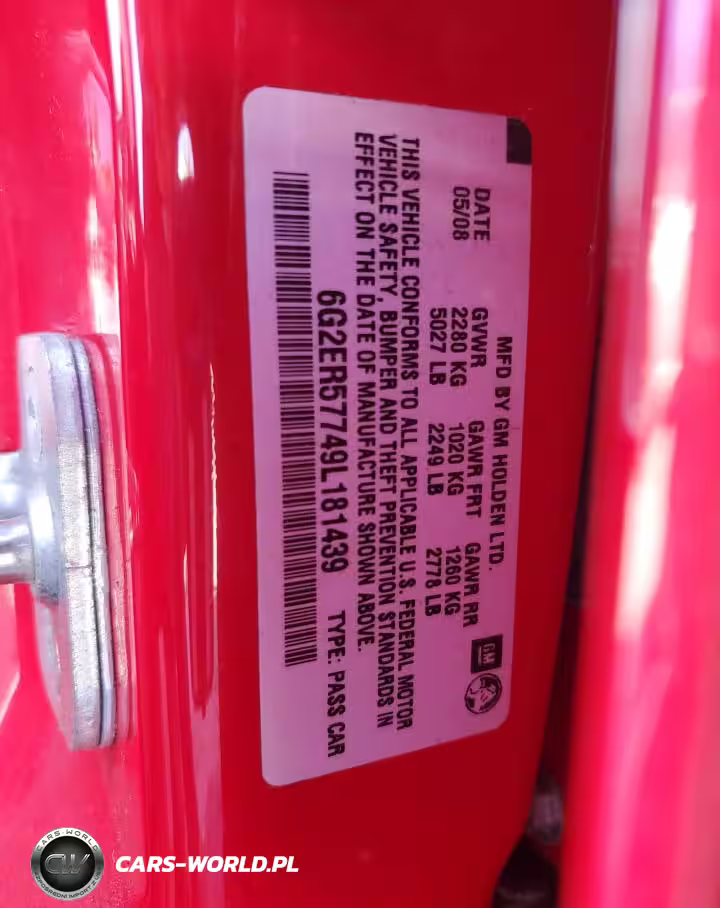 MFD BY GM HOLDEN LTD.
DATE GVWR GAWR FRT GAWR RR
05/08 2280 KG 1020 KG 1260 KG
5027 LB 2249 LB 2778 LB
GM
THIS VEHICLE CONFORMS TO ALL APPLICABLE U.S. FEDERAL MOTOR
VEHICLE SAFETY, BUMPER AND THEFT PREVENTION STANDARDS IN
EFFECT ON THE DATE OF MANUFACTURE SHOWN ABOVE.
6G2ER57749L181439 TYPE: PASS CAR
CARS-WORLD
CW
CARS-WORLD.PL